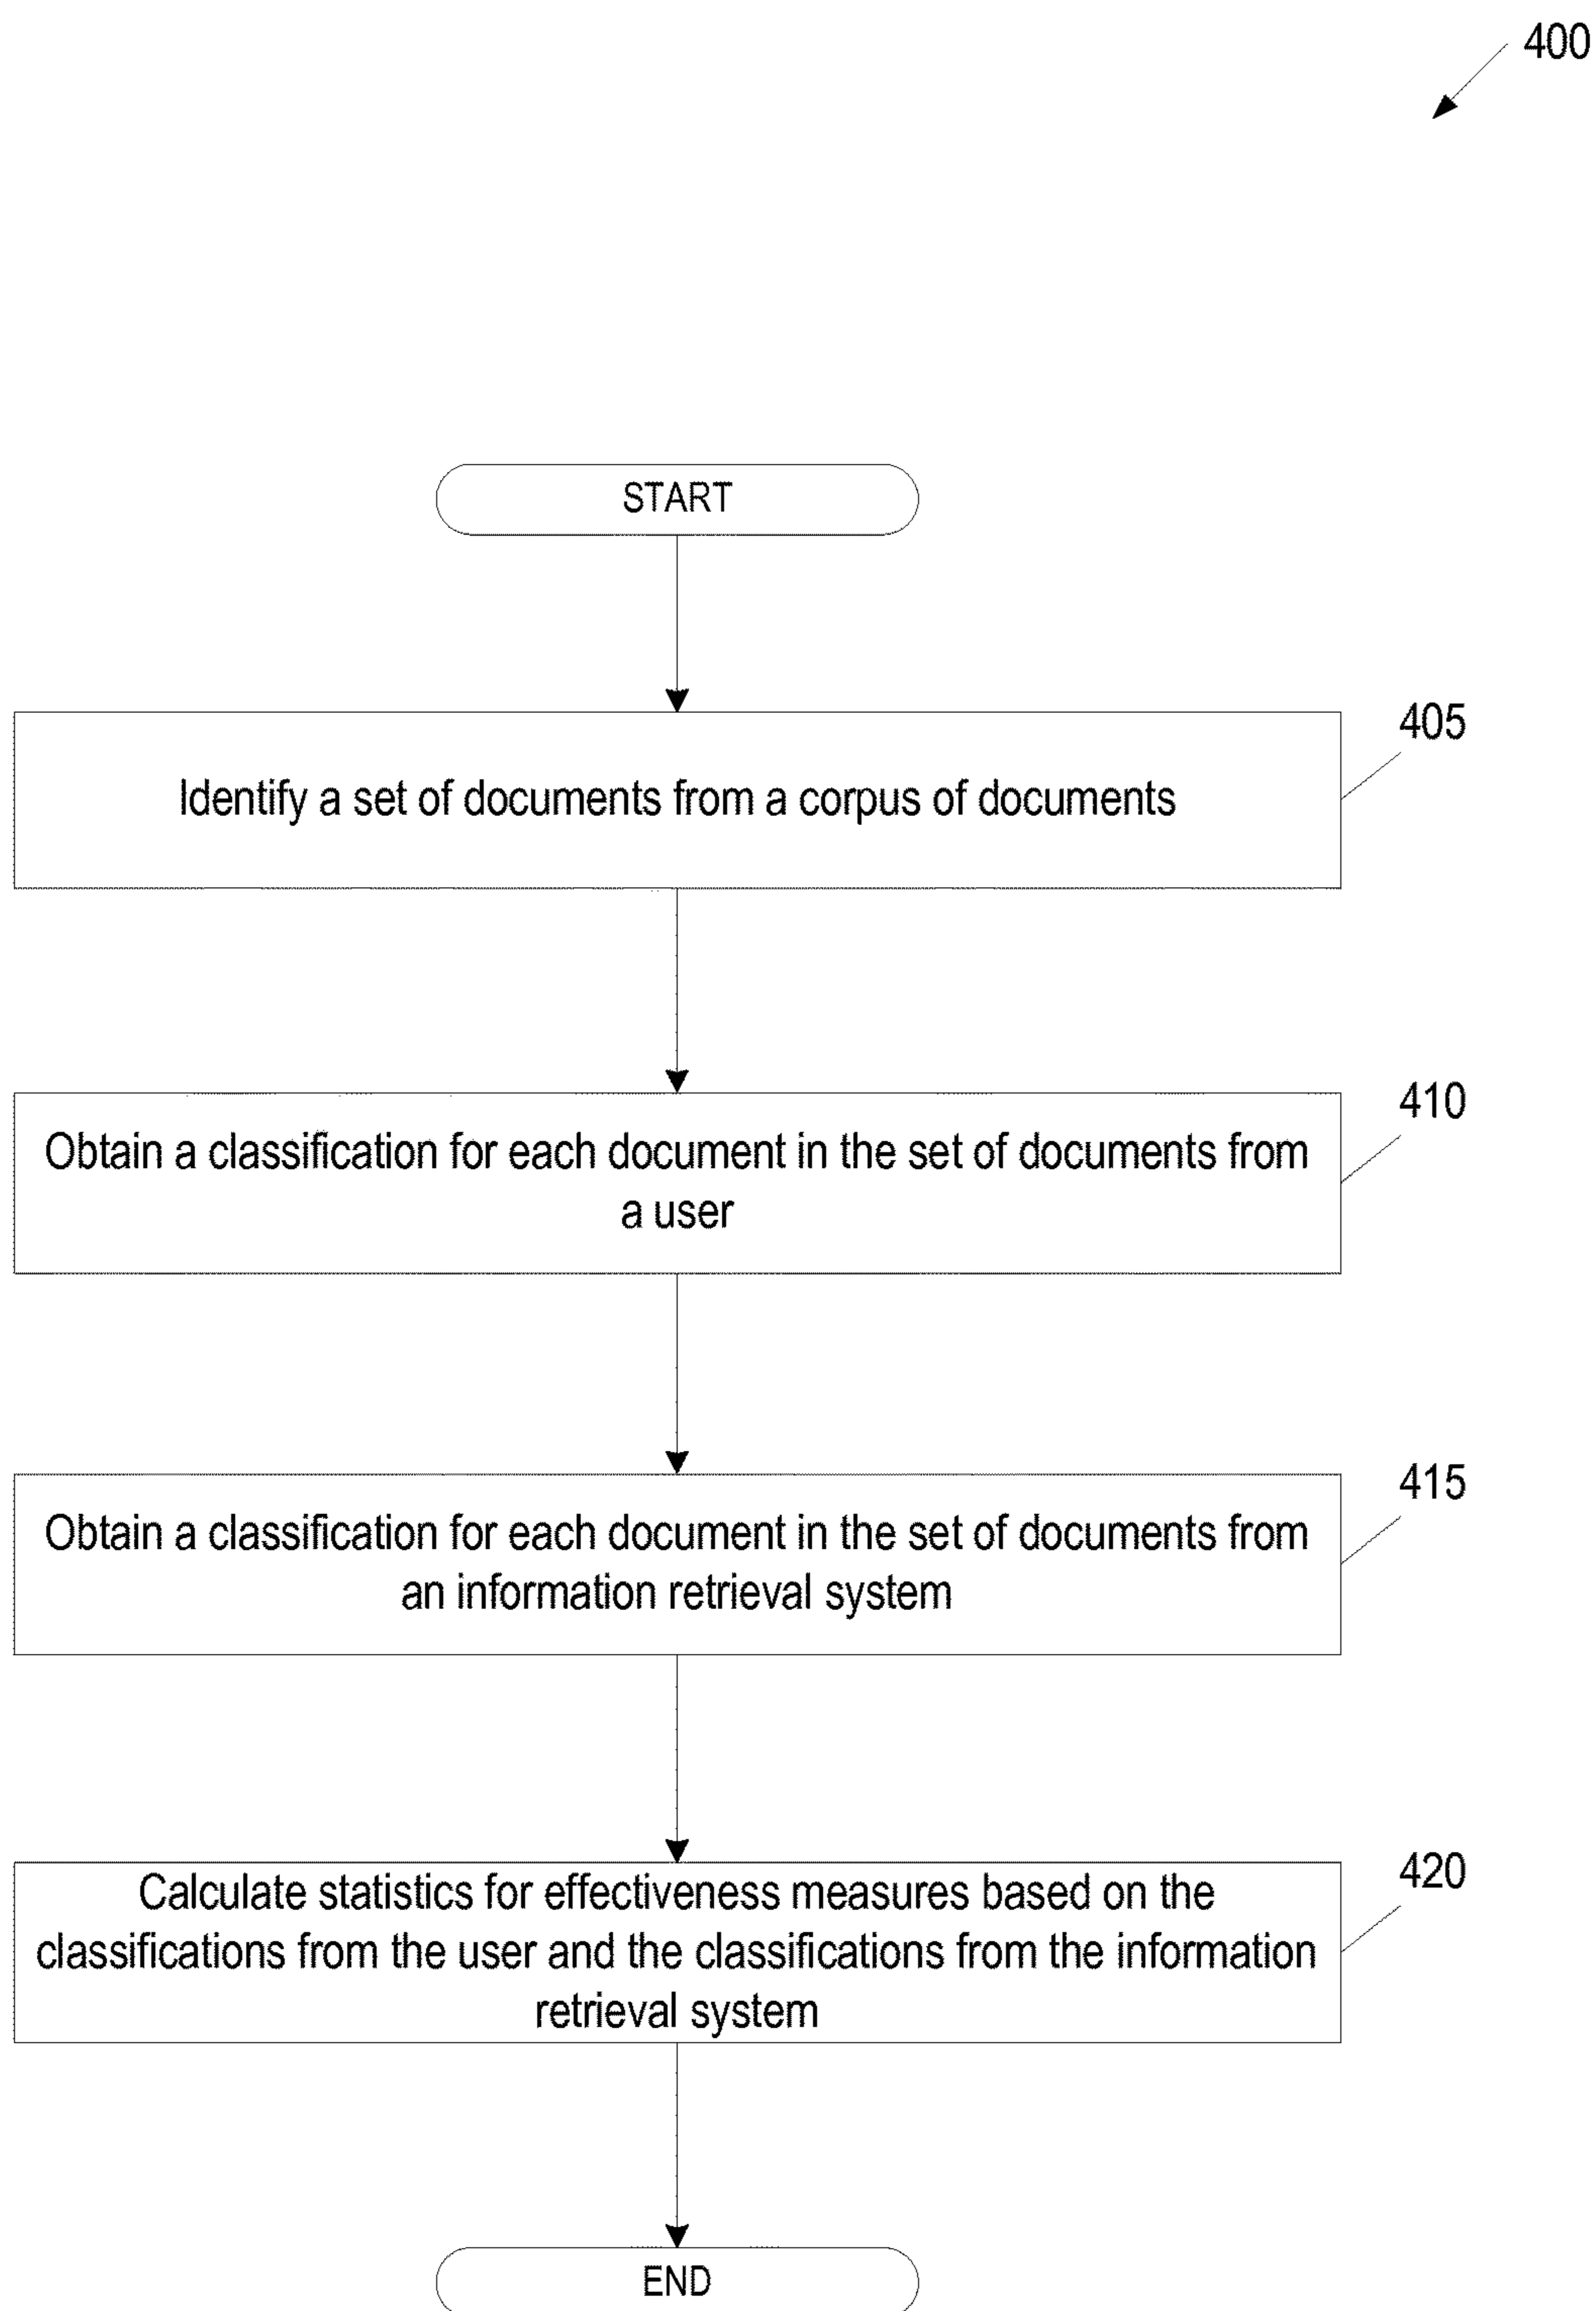 400
START
405
Identify a set of documents from a corpus of documents
410
Obtain a classification for each document in the set of documents from
a user
415
Obtain a classification for each document in the set of documents from
an information retrieval system
420
Calculate statistics for effectiveness measures based on the
classifications from the user and the classifications from the information
retrieval system
END